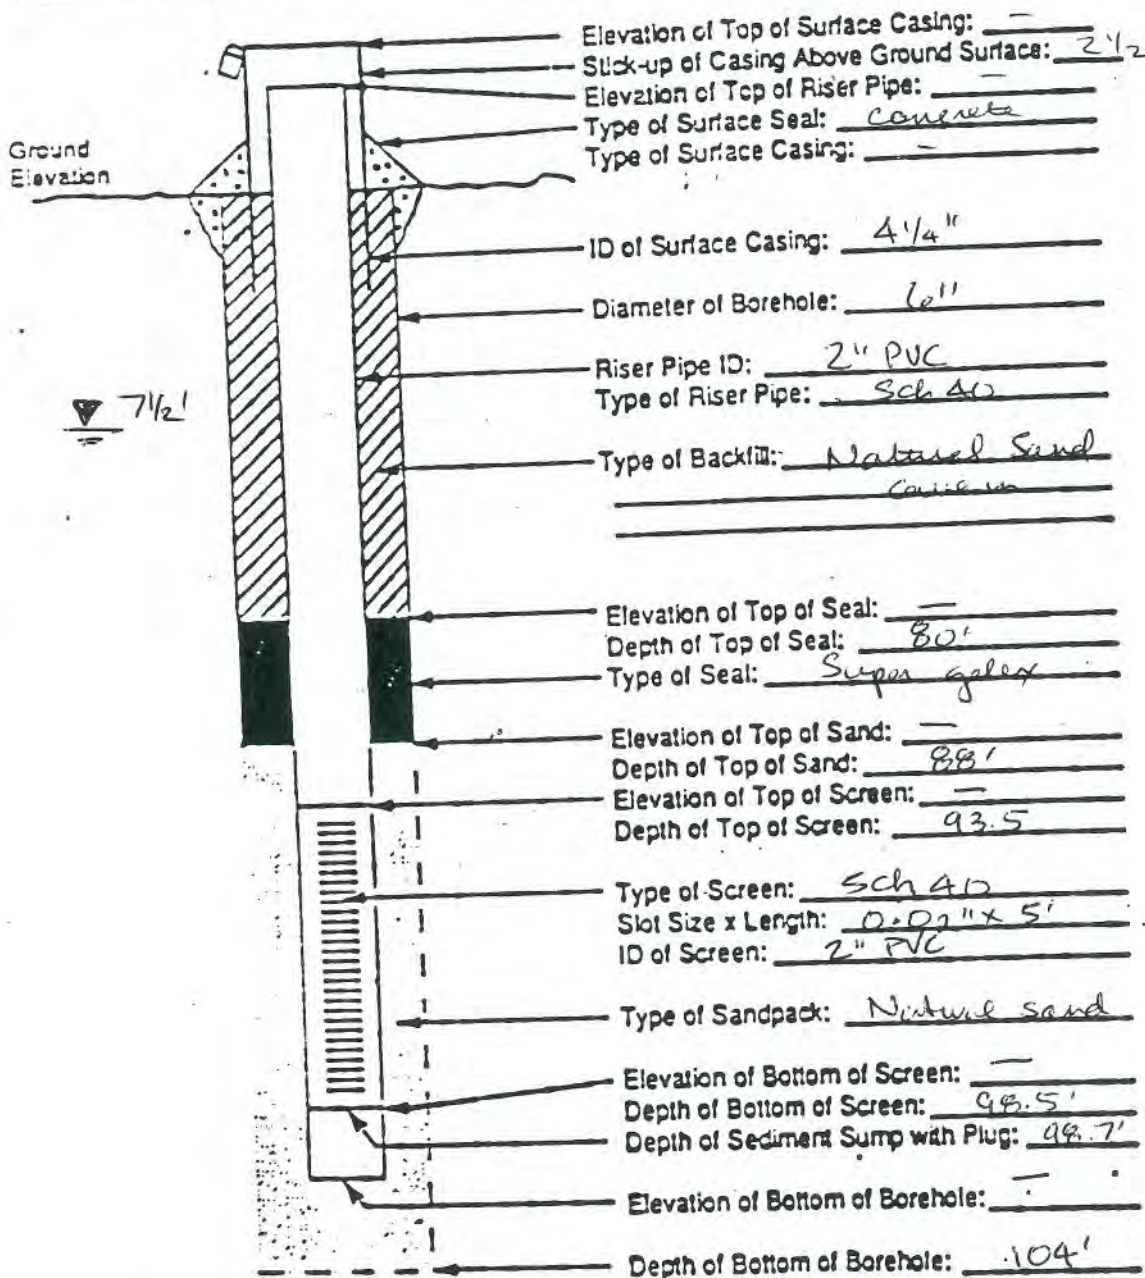 Elevation of Top of Surface Casing: —
Stick-up of Casing Above Ground Surface: 2 1/2
Elevation of Top of Riser Pipe: —
Type of Surface Seal: Concrete
Type of Surface Casing: —
Ground
Elevation
ID of Surface Casing: 4 1/4"
Diameter of Borehole: 6"
Riser Pipe ID: 2" PVC
Type of Riser Pipe: Sch 40
7 1/2'
Type of Backfill: Natural Sand
Elevation of Top of Seal: —
Depth of Top of Seal: 80'
Type of Seal: Super
Elevation of Top of Sand: —
Depth of Top of Sand: 88'
Elevation of Top of Screen: —
Depth of Top of Screen: 93.5
Type of Screen: Sch 40
Slot Size x Length: 0.02" x 5'
ID of Screen: 2" PVC
Type of Sandpack: Natural sand
Elevation of Bottom of Screen: —
Depth of Bottom of Screen: 98.5'
Depth of Sediment Sump with Plug: 98.7'
Elevation of Bottom of Borehole: —
Depth of Bottom of Borehole: 104'